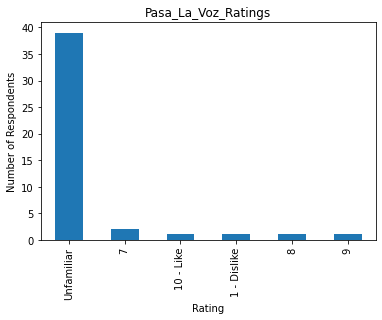 Pasa_La_Voz_Ratings
Number of Respondents
40
35
30
25
20
15
10
5
0
Unfamiliar
7
10 - Like
1 - Dislike
8
9
Rating